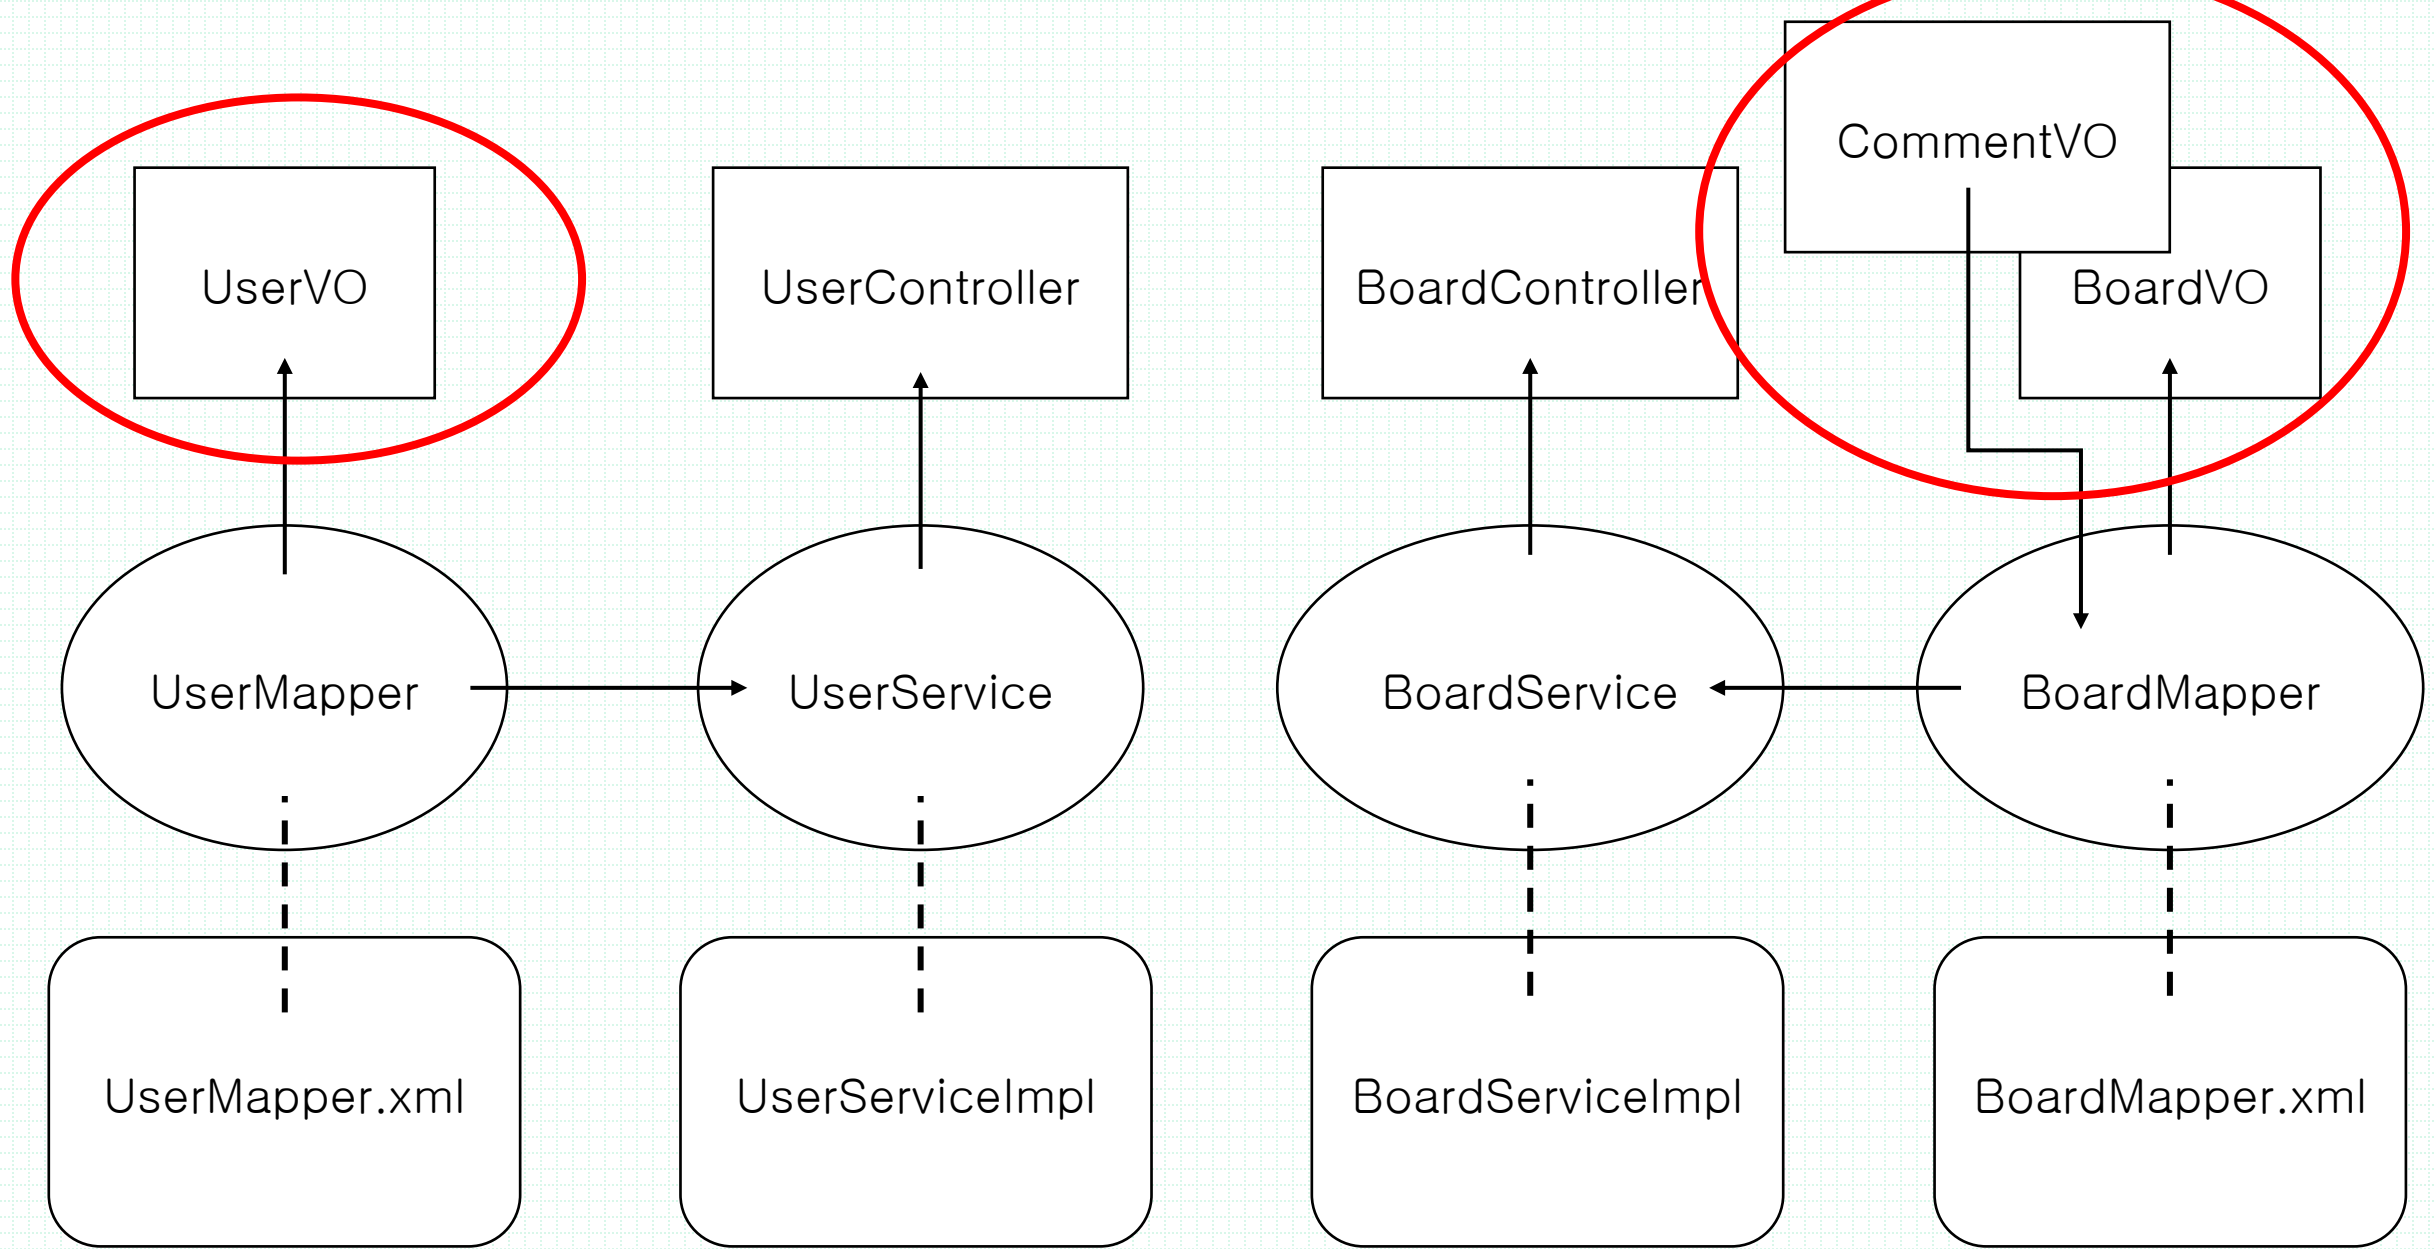 CommentVO
UserVO
UserController
BoardController
BoardVO
UserMapper
UserService
BoardService
BoardMapper
UserMapper.xml
UserServiceImpl
BoardServiceImpl
BoardMapper.xml